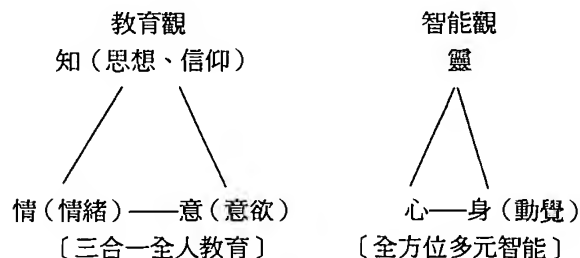 教育觀
知（思想、信仰）
情（情緒）——意（意欲）
〔三合一全人教育〕
智能觀
靈
心——身（動覺）
〔全方位多元智能〕